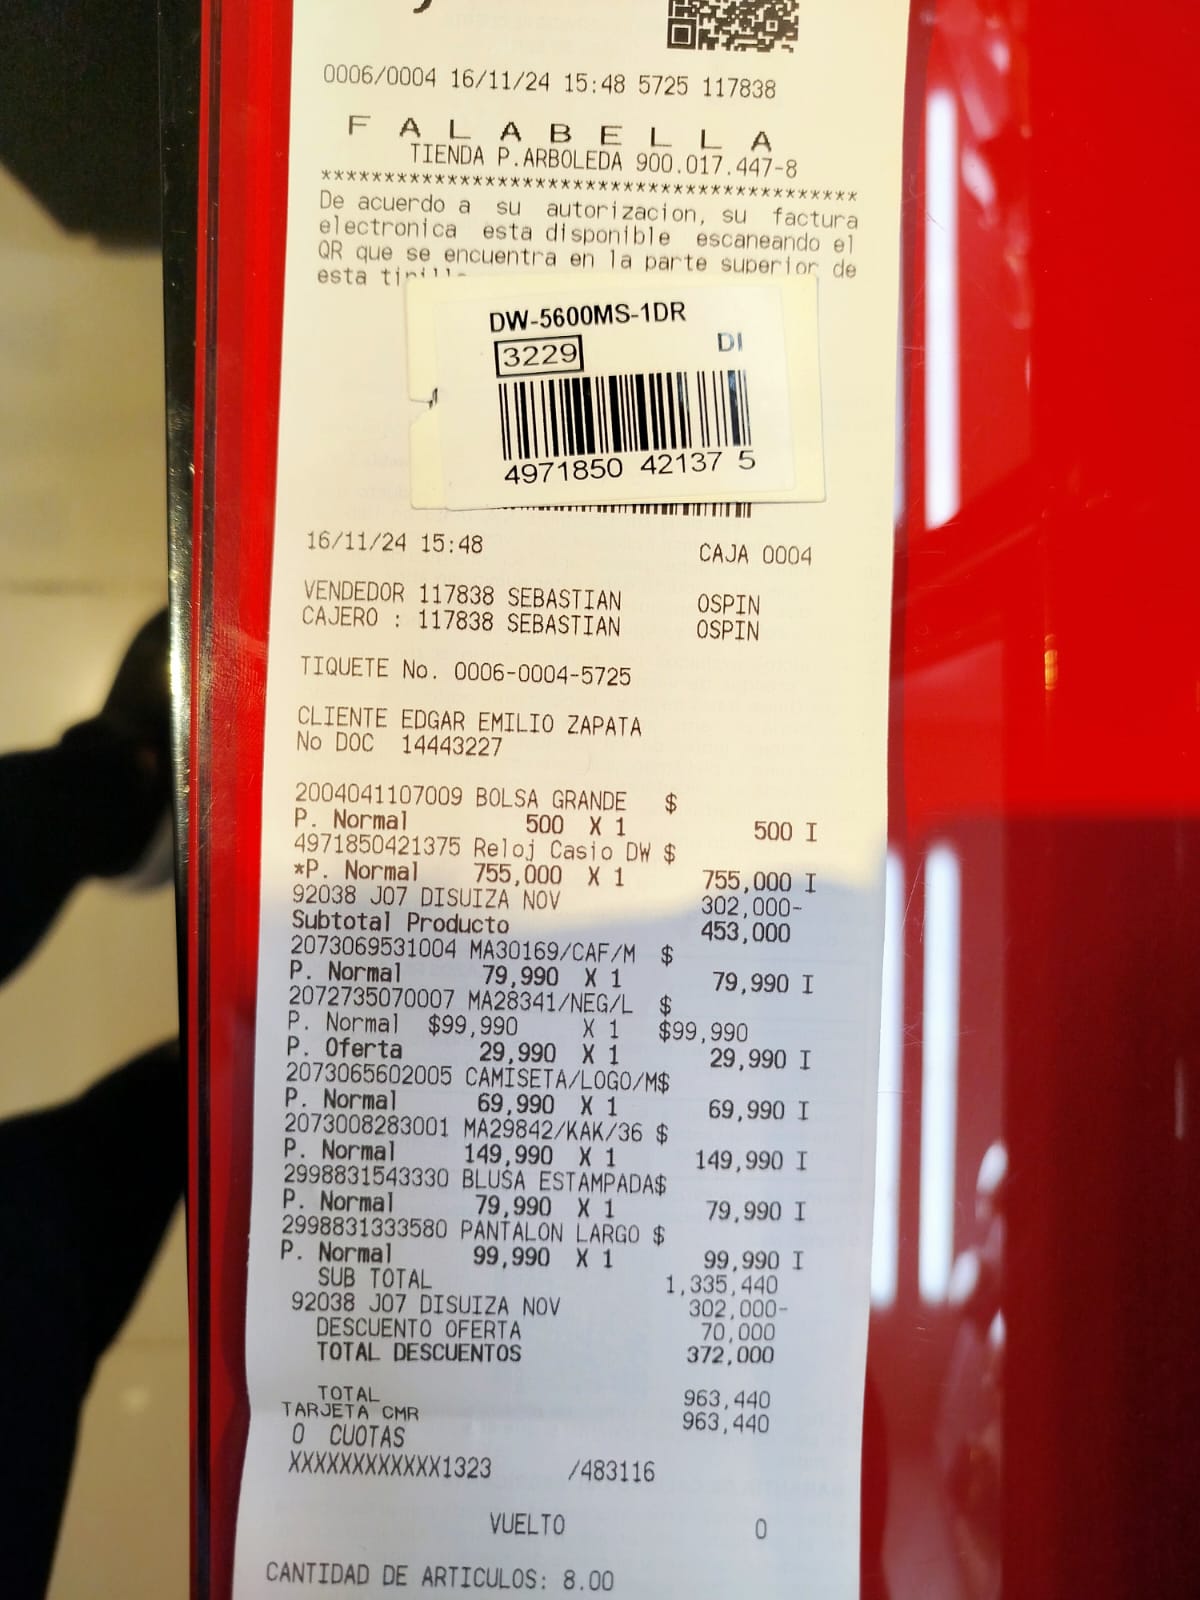 0006/0004 16/11/24 15:48 5725 117838
F A L A B E L L A
TIENDA P.ARBOLEDA 900.017.447-8
******************************************
De acuerdo a su autorizacion, su factura
electronica esta disponible escaneando el
QR que se encuentra en la parte superior de
esta
DW-5600MS-1DR
3229 DI
4971850 42137 5
16/11/24 15:48 CAJA 0004
VENDEDOR 117838 SEBASTIAN OSPIN
CAJERO : 117838 SEBASTIAN OSPIN
TIQUETE No. 0006-0004-5725
CLIENTE EDGAR EMILIO ZAPATA
No DOC 14443227
2004041107009 BOLSA GRANDE $
P. Normal 500 X 1 500 I
4971850421375 Reloj Casio DW $
*P. Normal 755,000 X 1 755,000 I
92038 J07 DISUIZA NOV 302,000-
Subtotal Producto 453,000
2073069531004 MA30169/CAF/M $
P. Normal 79,990 X 1 79,990 I
2072735070007 MA28341/NEG/L $
P. Normal $99,990 X 1 $99,990
P. Oferta 29,990 X 1 29,990 I
2073065602005 CAMISETA/LOGO/M$
P. Normal 69,990 X 1 69,990 I
2073008283001 MA29842/KAK/36 $
P. Normal 149,990 X 1 149,990 I
2998831543330 BLUSA ESTAMPADA$
P. Normal 79,990 X 1 79,990 I
2998831333580 PANTALON LARGO $
P. Normal 99,990 X 1 99,990 I
SUB TOTAL 1,335,440
92038 J07 DISUIZA NOV 302,000-
DESCUENTO OFERTA 70,000
TOTAL DESCUENTOS 372,000
TOTAL 963,440
TARJETA CMR 963,440
0 CUOTAS
XXXXXXXXXXXX1323 /483116
VUELTO 0
CANTIDAD DE ARTICULOS: 8.00